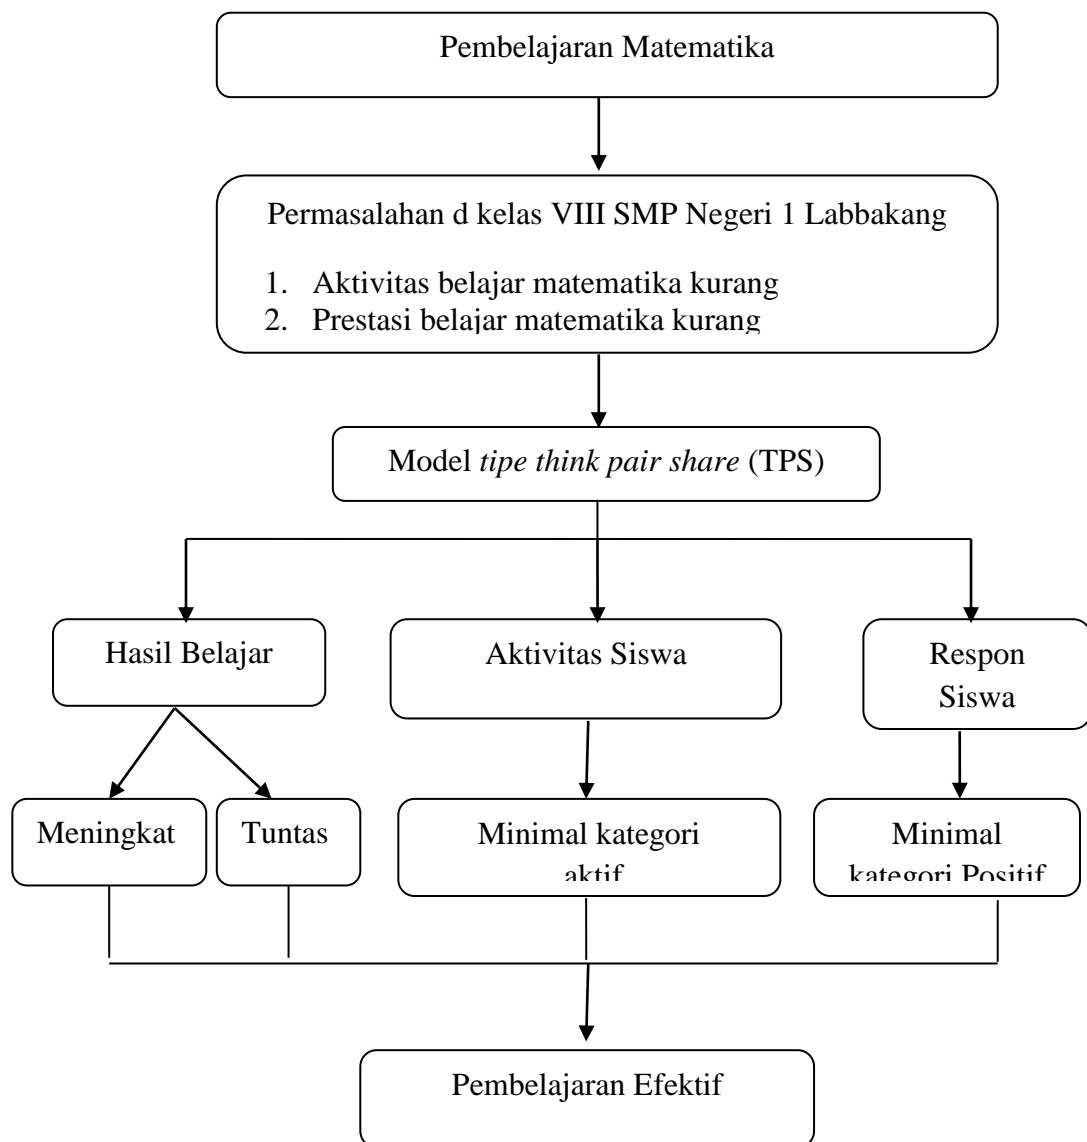 Pembelajaran Matematika
Permasalahan d kelas VIII SMP Negeri 1 Labbakang
1. Aktivitas belajar matematika kurang
2. Prestasi belajar matematika kurang
Model tipe think pair share (TPS)
Hasil Belajar
Aktivitas Siswa
Respon
Siswa
Meningkat
Tuntas
Minimal kategori
aktif
Minimal
kategori Positif
Pembelajaran Efektif